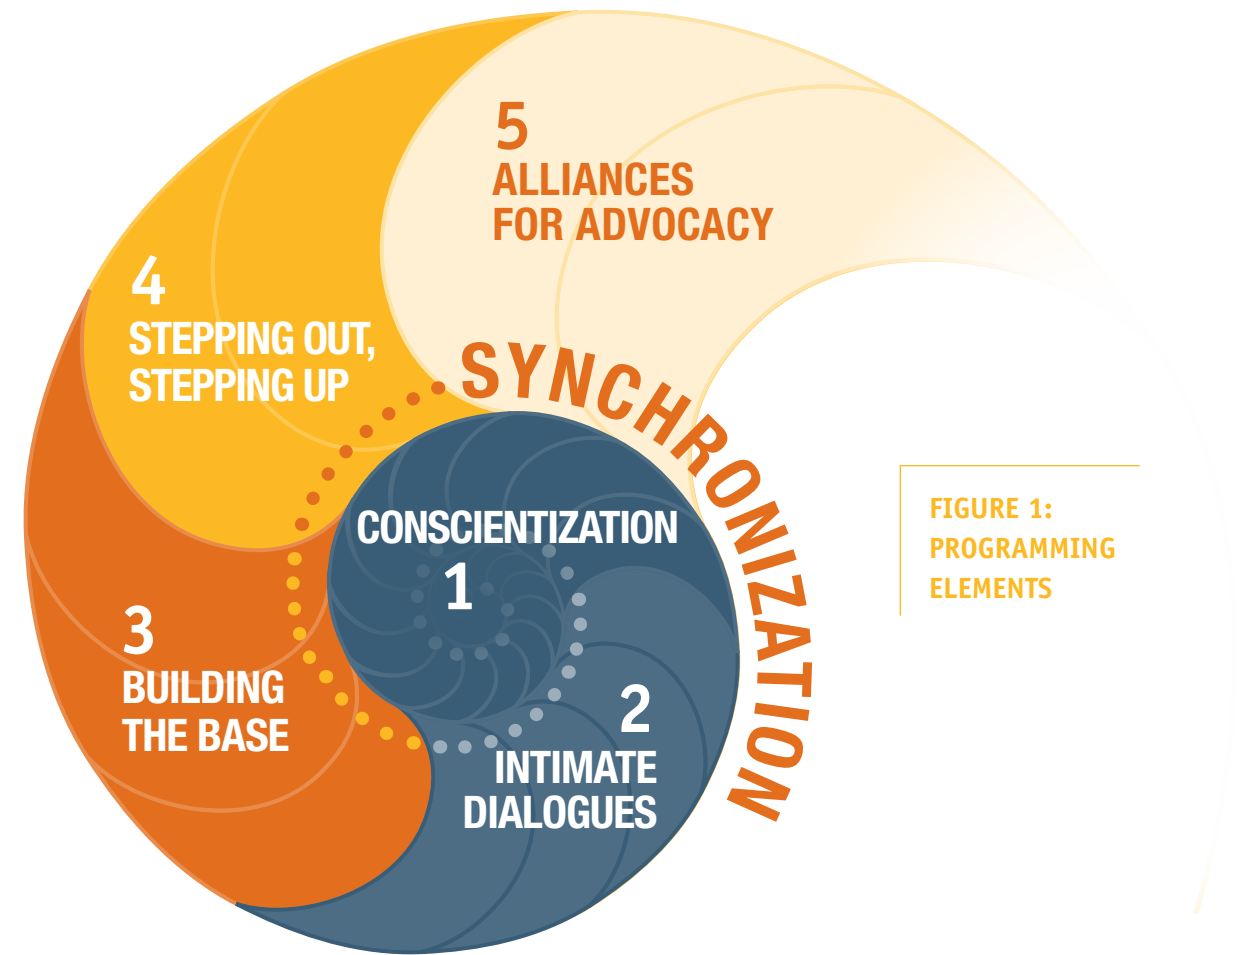 CONSCIENTIZATION
1
2
INTIMATE
DIALOGUES
3
BUILDING
THE BASE
4
STEPPING OUT,
STEPPING UP
5
ALLIANCES
FOR ADVOCACY
SYNCHRONIZATION
FIGURE 1:
PROGRAMMING
ELEMENTS